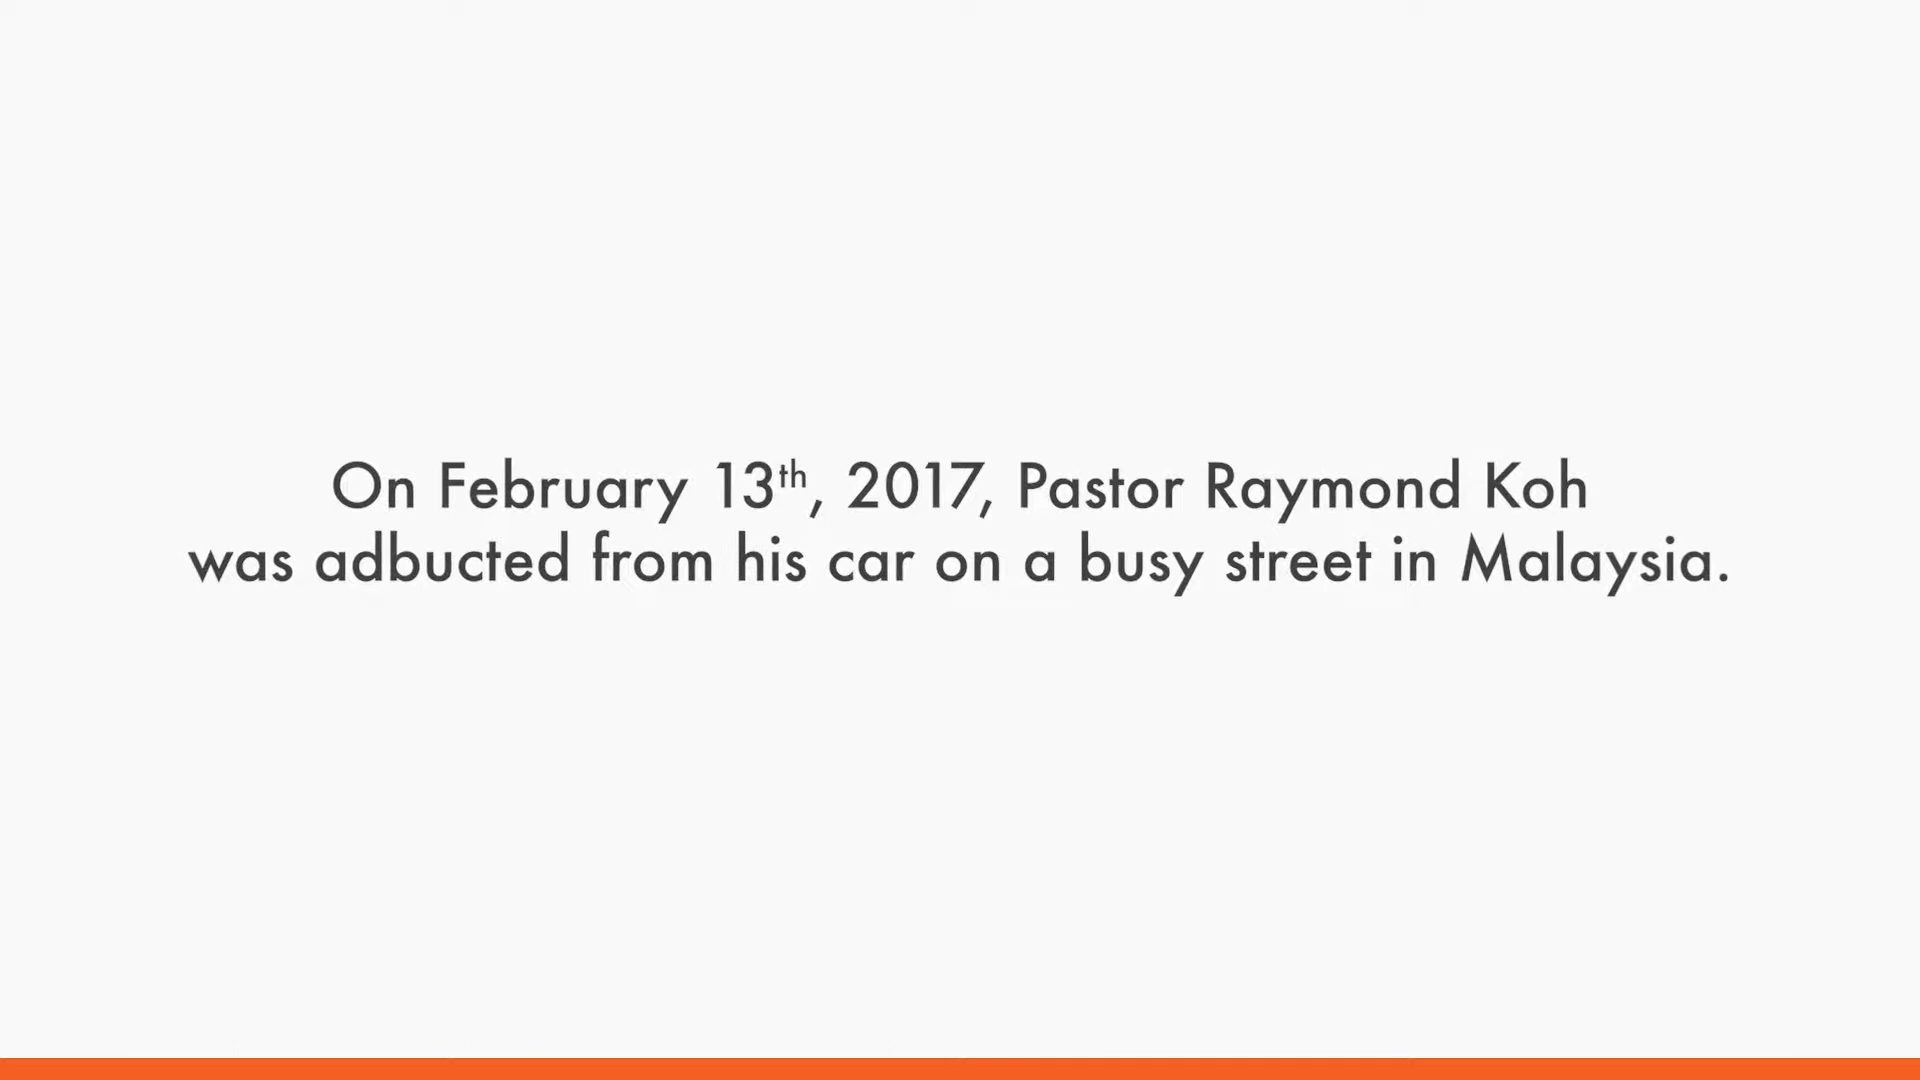 On February 13th, 2017, Pastor Raymond Koh
was adbucted from his car on a busy street in Malaysia.